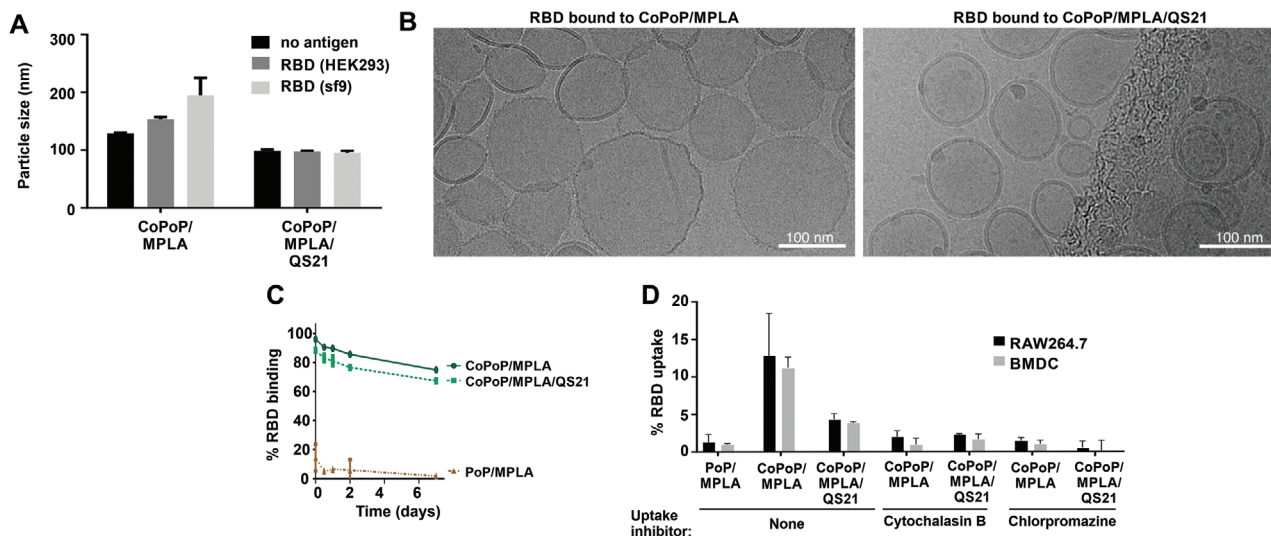 A
300
200
100
0
Particle size (nm)
no antigen
RBD (HEK293)
RBD (sf9)
CoPoP/
MPLA
CoPoP/
MPLA/
QS21
B
RBD bound to CoPoP/MPLA
100 nm
RBD bound to CoPoP/MPLA/QS21
100 nm
C
100
80
60
40
20
0
% RBD binding
0
2
4
6
Time (days)
CoPoP/MPLA
CoPoP/MPLA/QS21
PoP/MPLA
D
20
15
10
5
0
% RBD uptake
RAW264.7
BMDC
PoP/
MPLA
CoPoP/
MPLA
CoPoP/
MPLA/
QS21
CoPoP/
MPLA
CoPoP/
MPLA/
QS21
CoPoP/
MPLA
CoPoP/
MPLA/
QS21
Uptake
inhibitor:
None
Cytochalasin B
Chlorpromazine